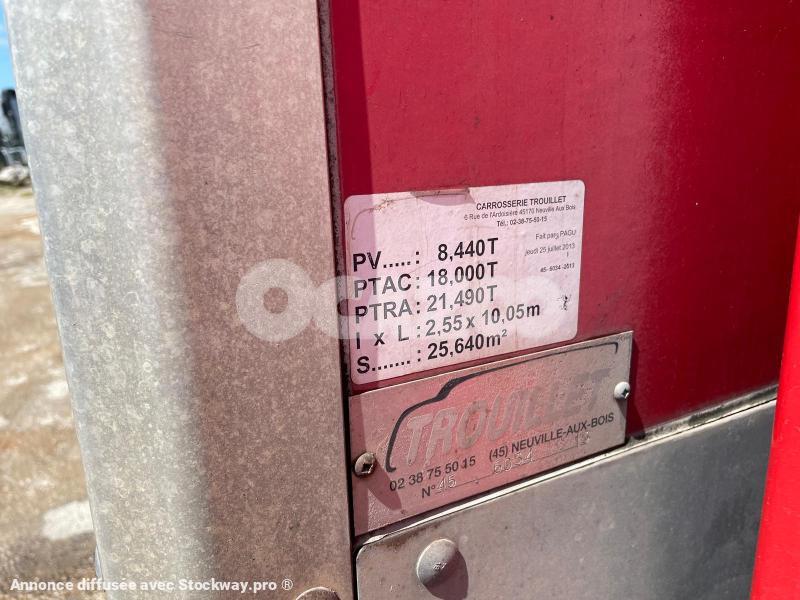 CARROSSERIE TROUILLET
6 Rue de l'Ardoisière 45170 Neuville Aux Bois
Tél.: 02-38-75-50-15
Fait par: PAGU
jeudi 25 juillet 2013
PV.....: 8,440T
PTAC: 18,000T
PTRA: 21,490T
l x L: 2,55 x 10,05m
S.......: 25,640m²
TROUILLET
02 38 75 50 15 (45) NEUVILLE-AUX-BOIS
N° 45
Annonce diffusée avec Stockway.pro ®